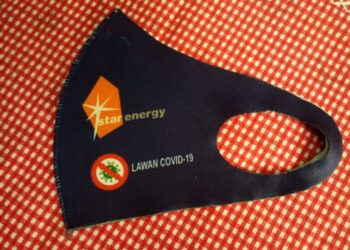 star energy
LAWAN COVID-19